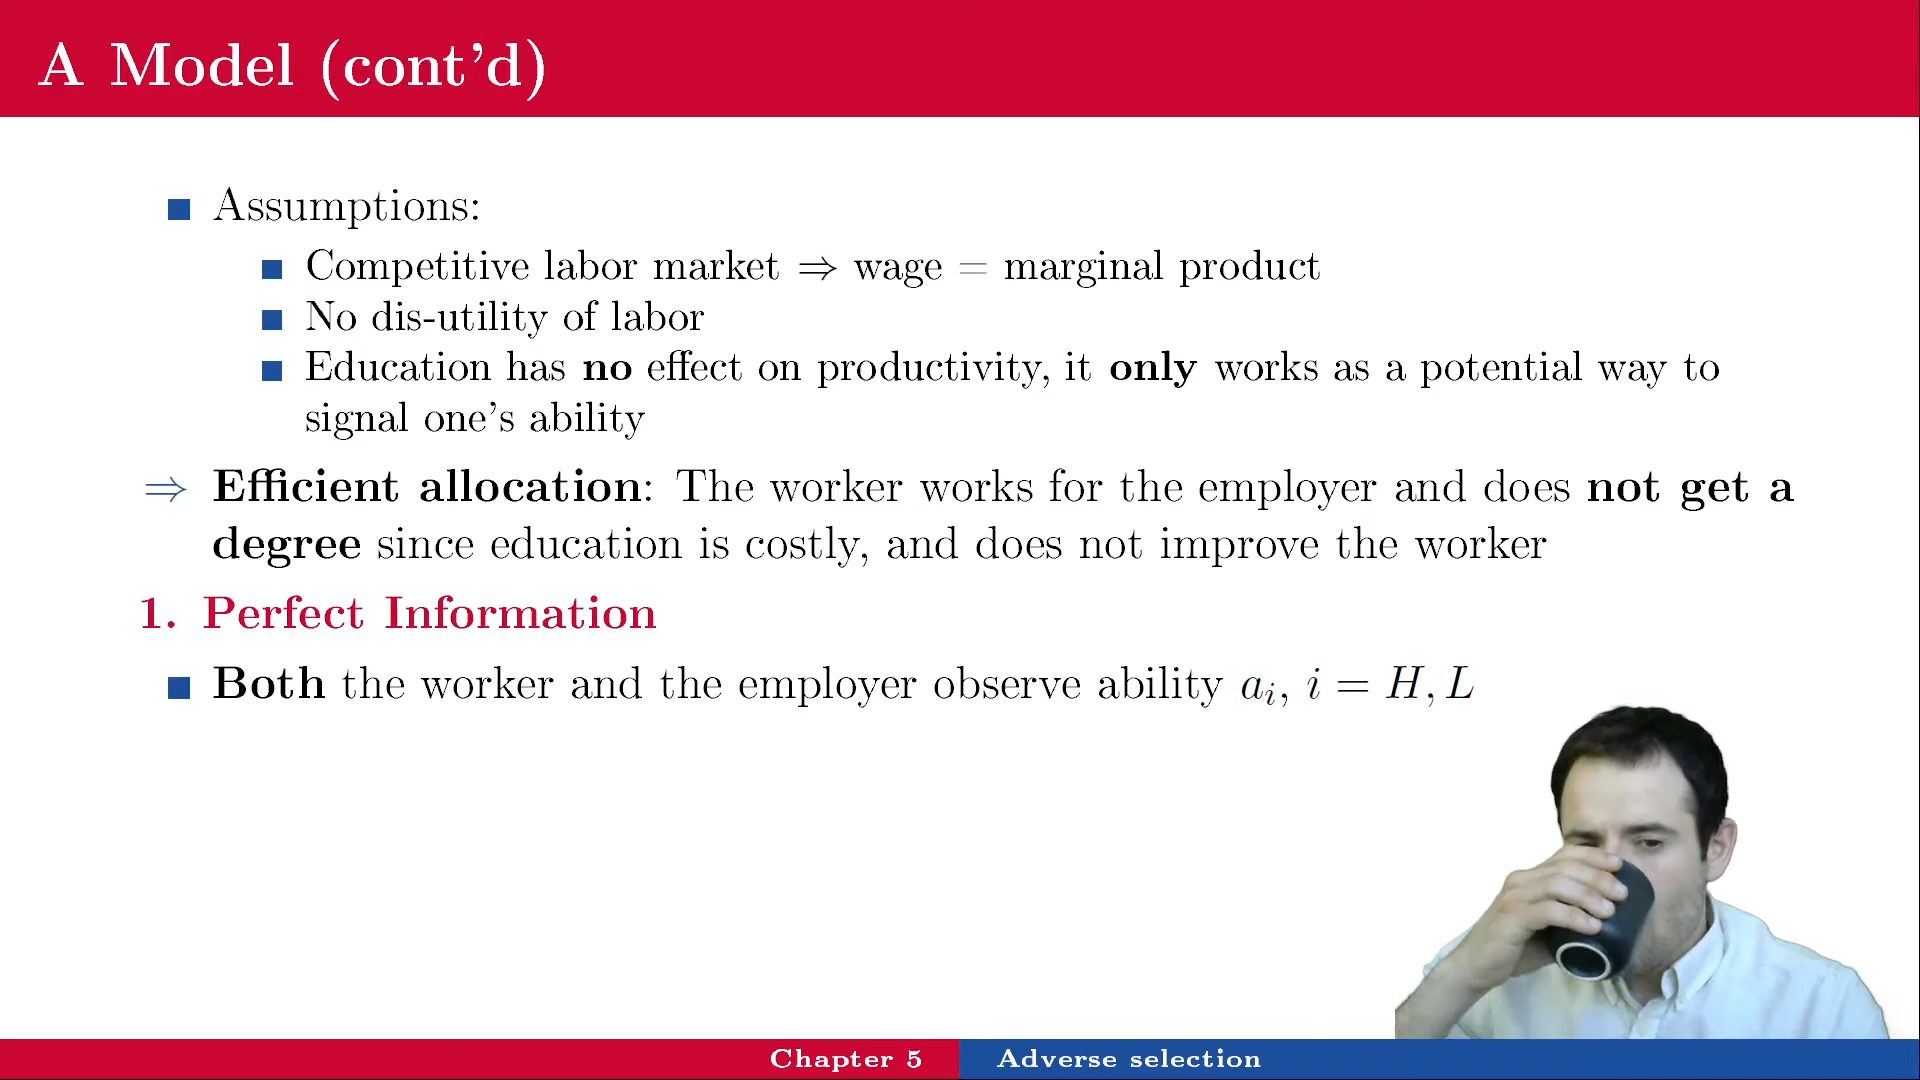 A Model (cont'd)
Assumptions:
Competitive labor market ⇒ wage = marginal product
No dis-utility of labor
Education has no effect on productivity, it only works as a potential way to
signal one's ability
⇒ Efficient allocation: The worker works for the employer and does not get a
degree since education is costly, and does not improve the worker
1. Perfect Information
Both the worker and the employer observe ability a_i, i = H, L
Chapter 5
Adverse selection